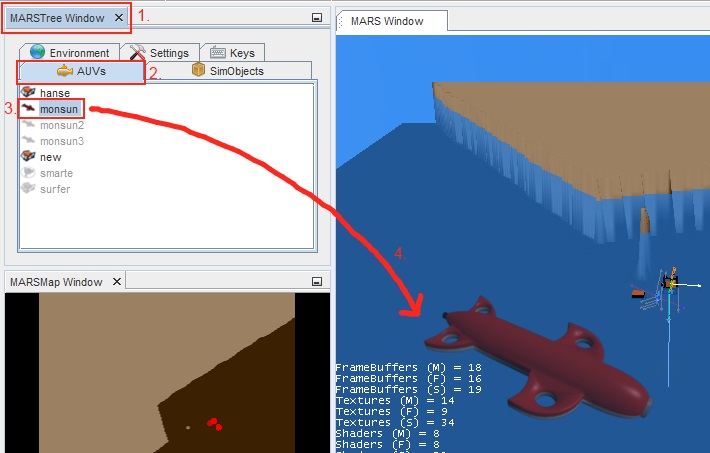 MARSTree Window
1.
Environment
Settings
Keys
AUVs
2.
SimObjects
hanse
3.
monsun
monsun2
monsun3
new
smarte
surfer
MARSMap Window
MARS Window
4.
FrameBuffers (M) = 18
FrameBuffers (F) = 16
FrameBuffers (S) = 19
Textures (M) = 14
Textures (F) = 9
Textures (S) = 34
Shaders (M) = 8
Shaders (F) = 8